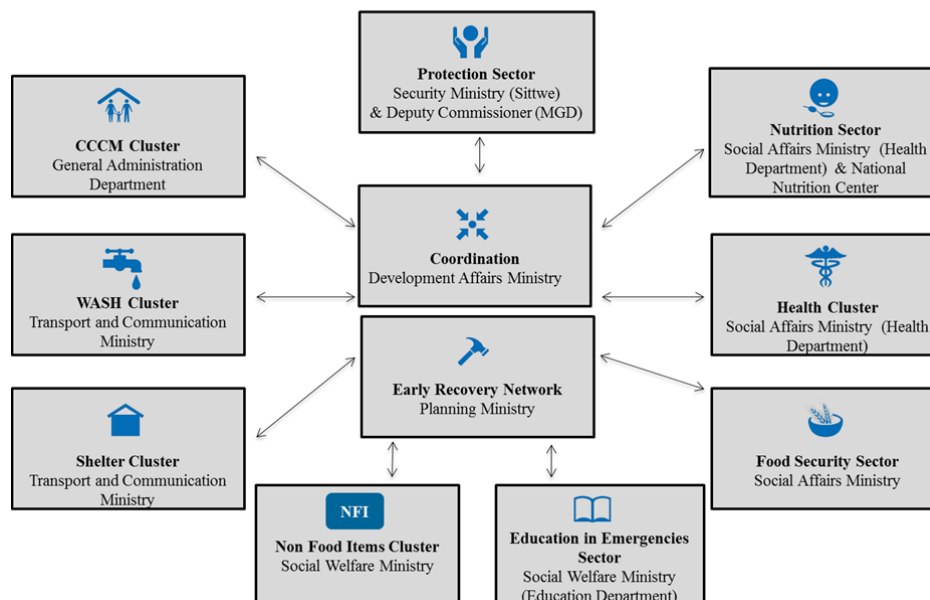 Protection Sector
Security Ministry (Sittwe)
& Deputy Commissioner (MGD)
CCCM Cluster
General Administration
Department
Nutrition Sector
Social Affairs Ministry (Health
Department) & National
Nutrition Center
Coordination
Development Affairs Ministry
WASH Cluster
Transport and Communication
Ministry
Health Cluster
Social Affairs Ministry (Health
Department)
Early Recovery Network
Planning Ministry
Shelter Cluster
Transport and Communication
Ministry
Food Security Sector
Social Affairs Ministry
NFI
Non Food Items Cluster
Social Welfare Ministry
Education in Emergencies
Sector
Social Welfare Ministry
(Education Department)